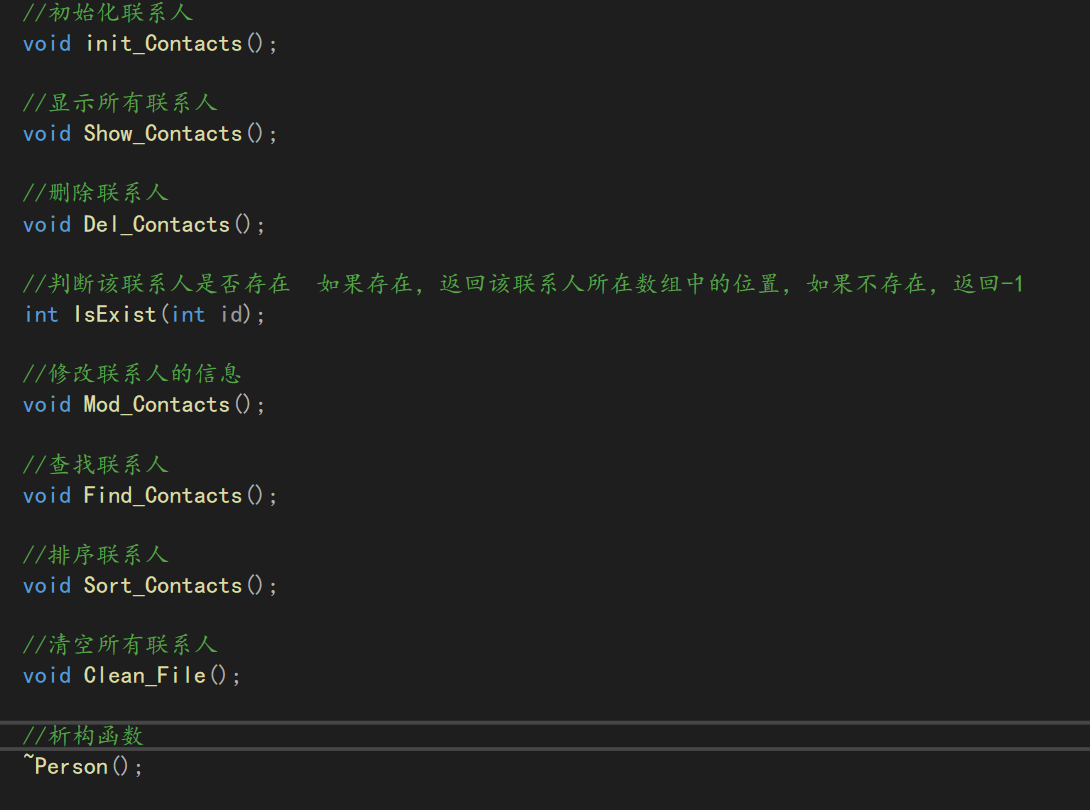 //初始化联系人
void init_Contacts();
//显示所有联系人
void Show_Contacts();
//删除联系人
void Del_Contacts();
//判断该联系人是否存在  如果存在，返回该联系人所在数组中的位置，如果不存在，返回-1
int IsExist(int id);
//修改联系人的信息
void Mod_Contacts();
//查找联系人
void Find_Contacts();
//排序联系人
void Sort_Contacts();
//清空所有联系人
void Clean_File();
//析构函数
~Person();